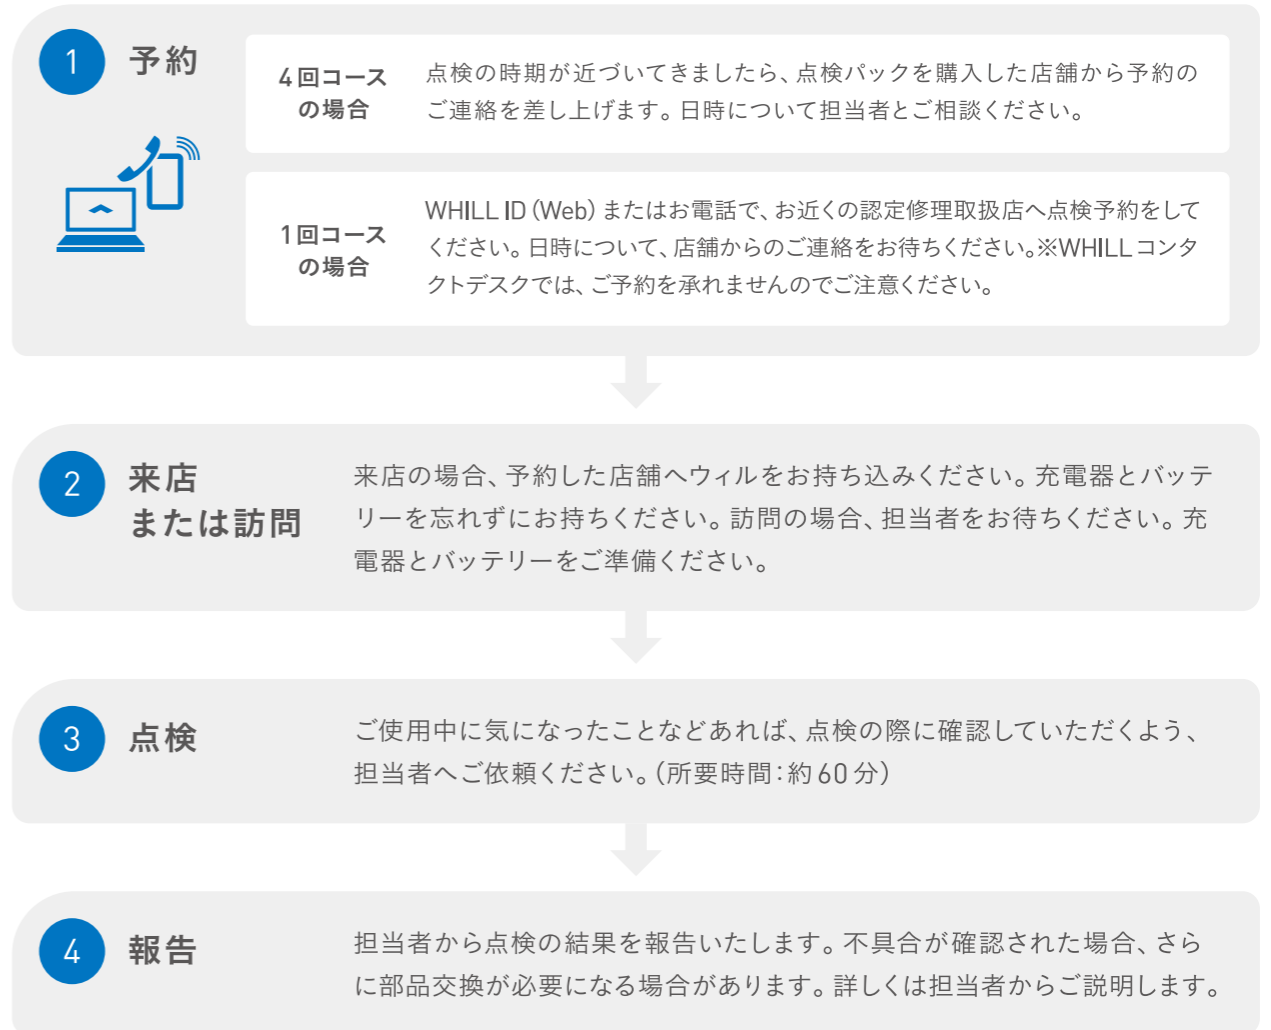 1 予約
4回コース
の場合
点検の時期が近づいてきましたら、点検パックを購入した店舗から予約の
ご連絡を差し上げます。日時について担当者とご相談ください。
1回コース
の場合
WHILL ID（Web）またはお電話で、お近くの認定修理取扱店へ点検予約をして
ください。日時について、店舗からのご連絡をお待ちください。※WHILLコンタ
クトデスクでは、ご予約を承れませんのでご注意ください。
2 来店
または訪問
来店の場合、予約した店舗へウィルをお持ち込みください。充電器とバッテ
リーを忘れずにお持ちください。訪問の場合、担当者をお待ちください。充
電器とバッテリーをご準備ください。
3 点検
ご使用中に気になったことなどあれば、点検の際に確認していただくよう、
担当者へご依頼ください。（所要時間：約60分）
4 報告
担当者から点検の結果を報告いたします。不具合が確認された場合、さら
に部品交換が必要になる場合があります。詳しくは担当者からご説明します。